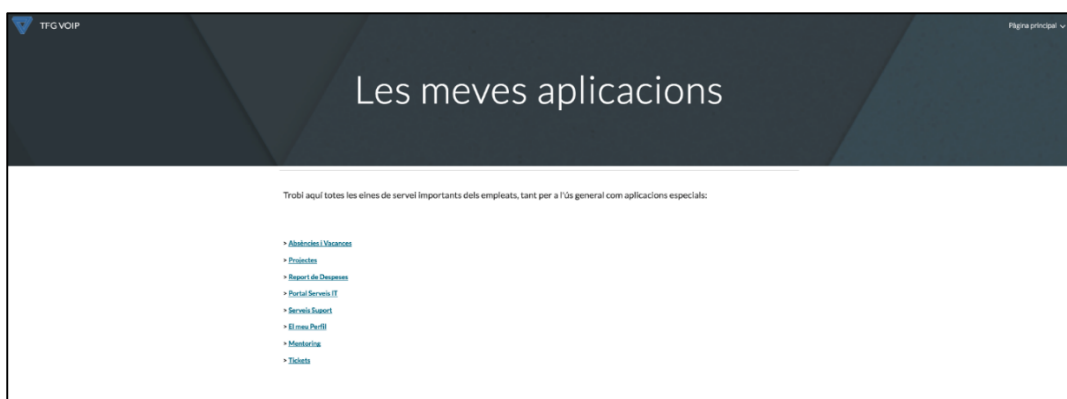 TFG VOIP
Pàgina principal
Les meves aplicacions
Trobi aquí totes les eines de servei importants dels empleats, tant per a l'ús general com aplicacions especials:
> Absències i Vacances
> Projectes
> Report de Despeses
> Portal Serveis IT
> Serveis Suport
> El meu Perfil
> Mentoring
> Tickets